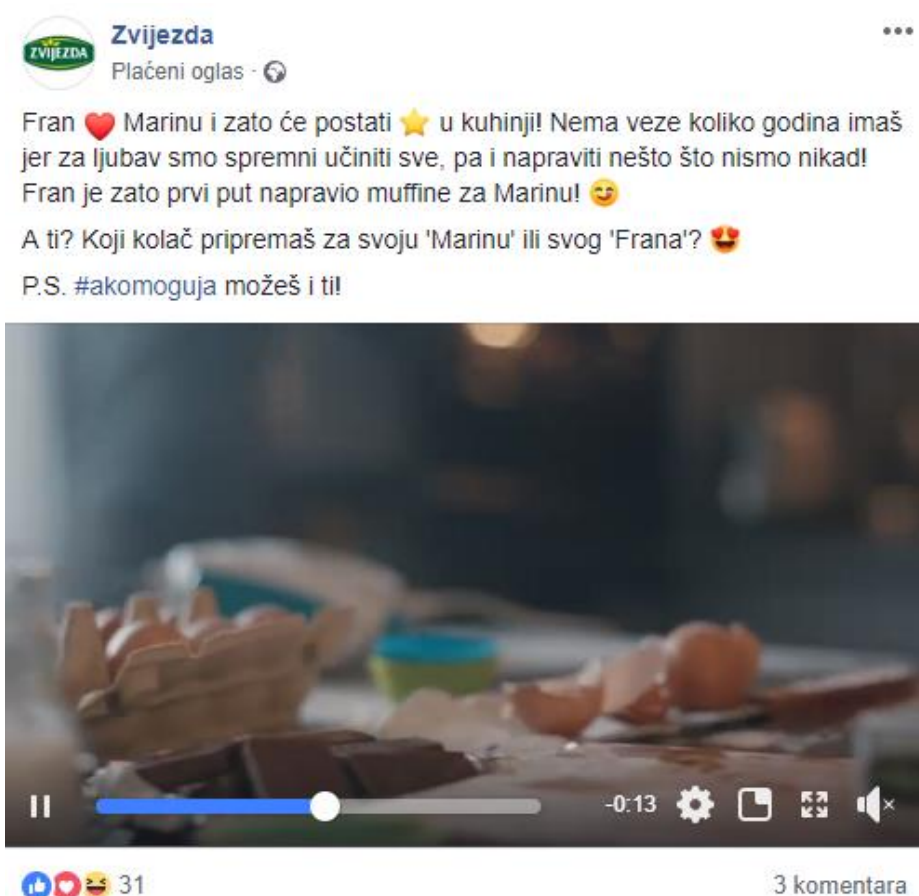 ZVIJEZDA
Zvijezda
Plaćeni oglas ·
Fran ❤️ Marinu i zato će postati ⭐ u kuhinji! Nema veze koliko godina imaš
jer za ljubav smo spremni učiniti sve, pa i napraviti nešto što nismo nikad!
Fran je zato prvi put napravio muffine za Marinu! 😏
A ti? Koji kolač pripremaš za svoju 'Marinu' ili svog 'Frana'? 😍
P.S. #akomoguja možeš i ti!
-0:13
31
3 komentara